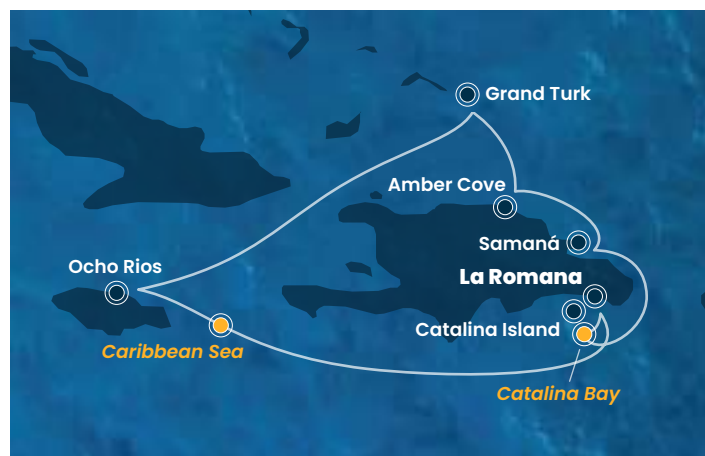 Grand Turk
Amber Cove
Samaná
Ocho Rios
La Romana
Catalina Island
Caribbean Sea
Catalina Bay